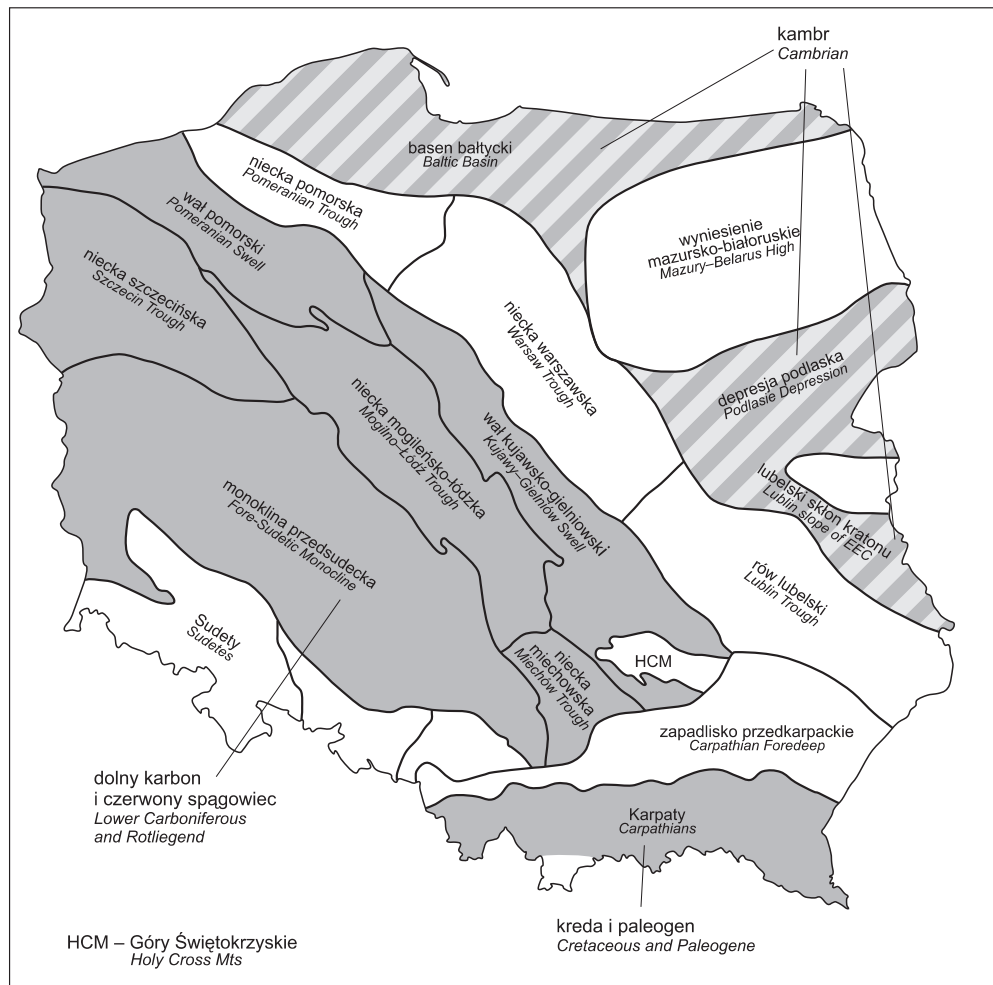 kambr
Cambrian
basen bałtycki
Baltic Basin
niecka pomorska
Pomeranian Trough
wał pomorski
Pomeranian Swell
wyniesienie
mazursko-białoruskie
Mazury–Belarus High
niecka szczecińska
Szczecin Trough
niecka warszawska
Warsaw Trough
depresja podlaska
Podlasie Depression
niecka mogileńsko-łódzka
Mogilno–Łódź Trough
wał kujawsko-gielniowski
Kujawy–Gielniów Swell
lubelski skłon kratonu
Lublin slope of EEC
monoklina przedsudecka
Fore-Sudetic Monocline
rów lubelski
Lublin Trough
Sudety
Sudetes
niecka
miechowska
Miechów Trough
HCM
zapadlisko przedkarpackie
Carpathian Foredeep
dolny karbon
i czerwony spągowiec
Lower Carboniferous
and Rotliegend
Karpaty
Carpathians
kreda i paleogen
Cretaceous and Paleogene
HCM – Góry Świętokrzyskie
Holy Cross Mts